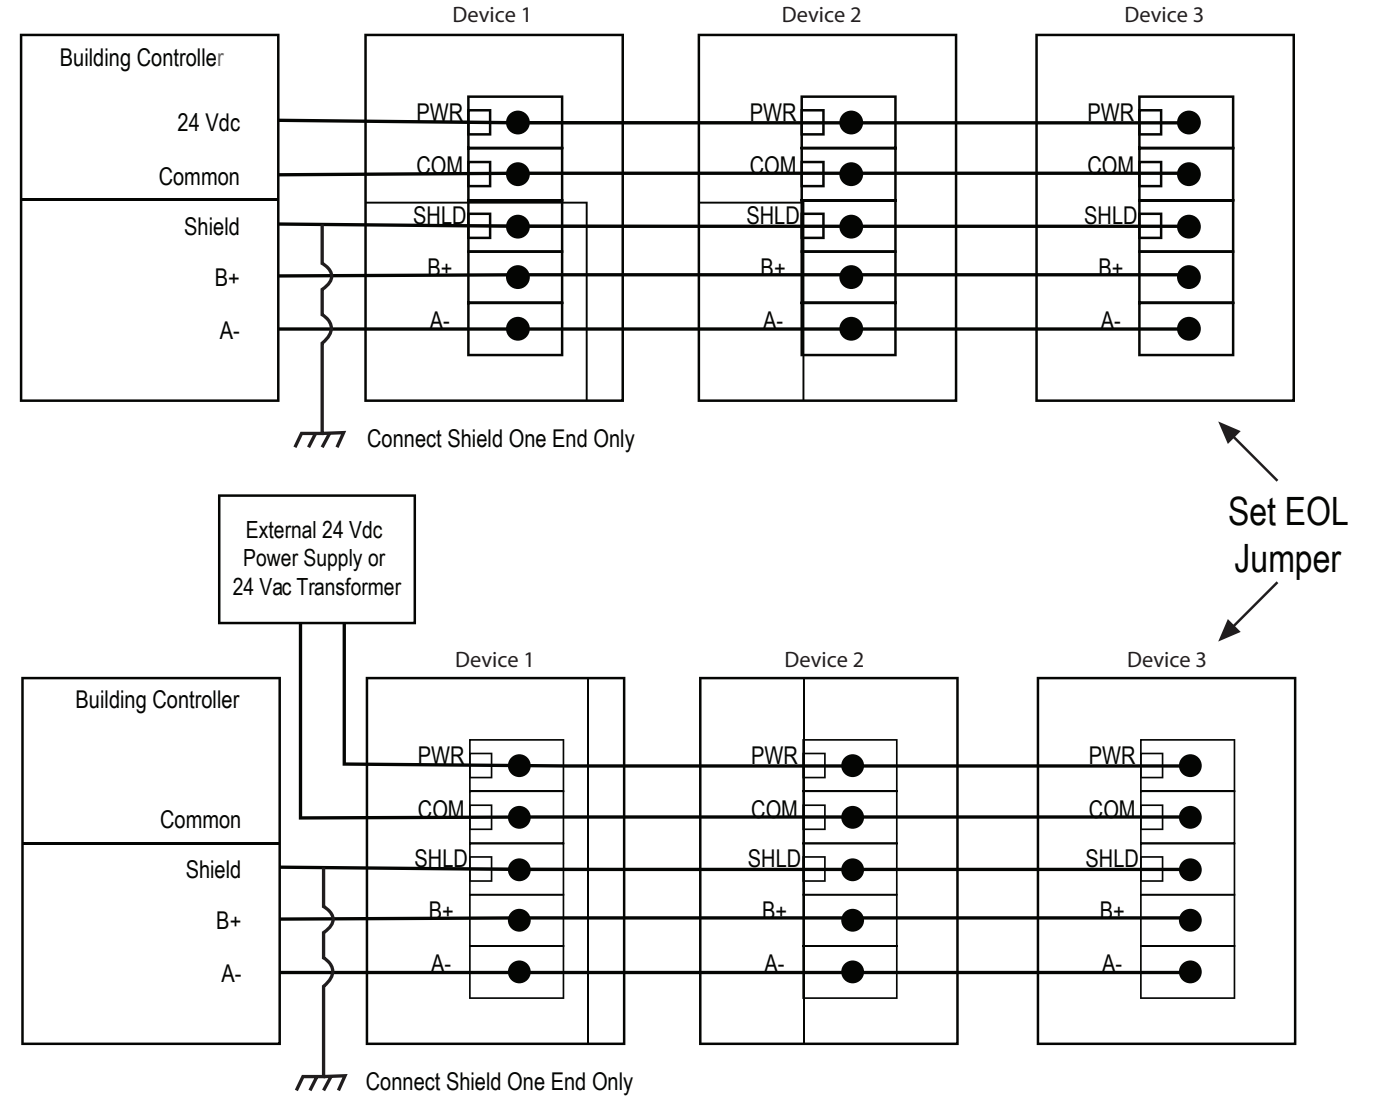 Device 1
Device 2
Device 3
Building Controller
24 Vdc
Common
Shield
B+
A-
PWR
COM
SHLD
B+
A-
PWR
COM
SHLD
B+
A-
PWR
COM
SHLD
B+
A-
Connect Shield One End Only
Set EOL
Jumper
External 24 Vdc
Power Supply or
24 Vac Transformer
Device 1
Device 2
Device 3
Building Controller
Common
Shield
B+
A-
PWR
COM
SHLD
B+
A-
PWR
COM
SHLD
B+
A-
PWR
COM
SHLD
B+
A-
Connect Shield One End Only